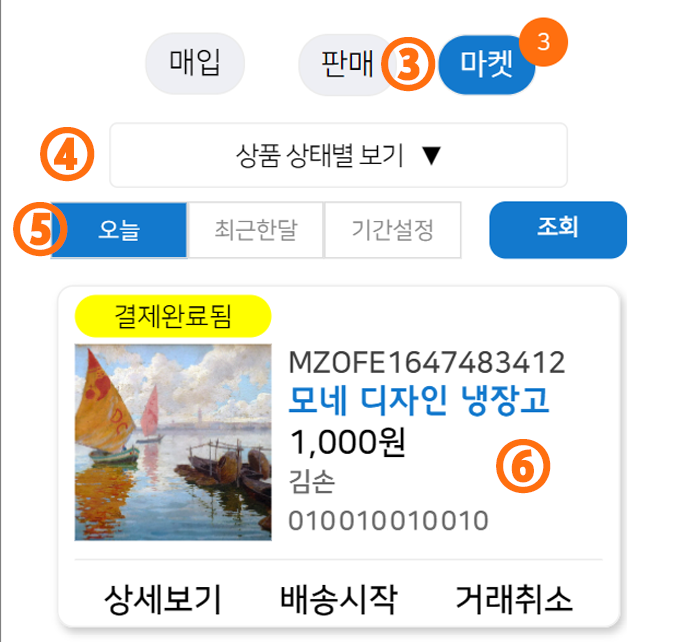 매입 판매 ③ 마켓 3
④ 상품 상태별 보기 ▼
⑤ 오늘 최근한달 기간설정 조회
결제완료됨
MZOFE1647483412
모네 디자인 냉장고
1,000원
⑥
김손
010010010010
상세보기 배송시작 거래취소